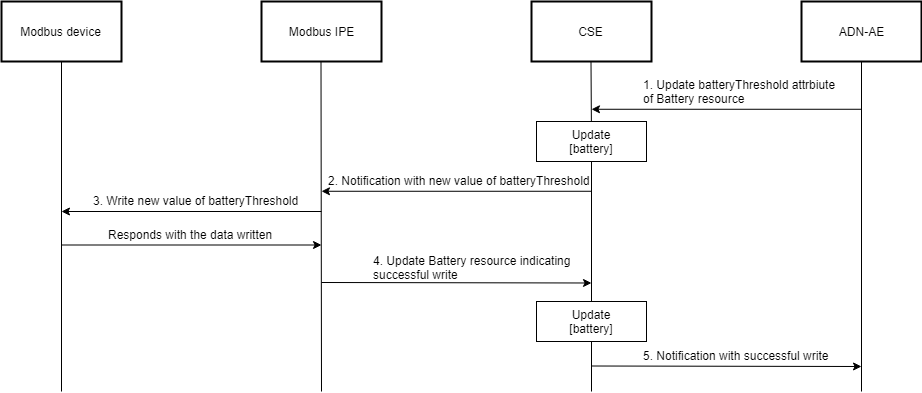 Modbus device
Modbus IPE
CSE
ADN-AE
1. Update batteryThreshold attrbiute
of Battery resource
Update
[battery]
2. Notification with new value of batteryThreshold
3. Write new value of batteryThreshold
Responds with the data written
4. Update Battery resource indicating
successful write
Update
[battery]
5. Notification with successful write